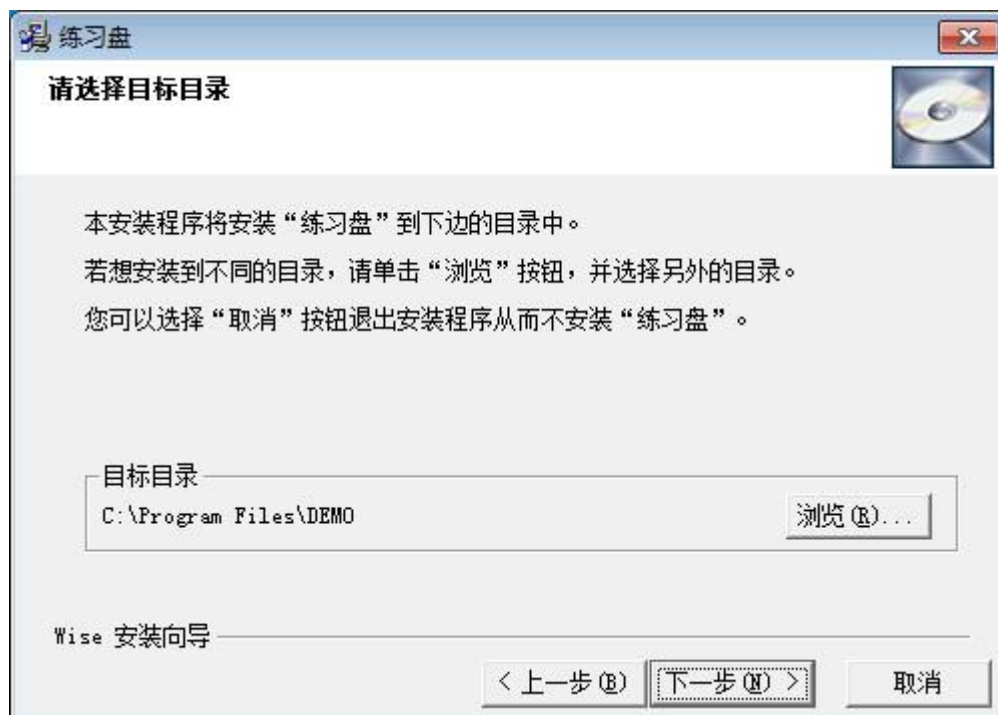 练习盘
请选择目标目录
本安装程序将安装“练习盘”到下边的目录中。
若想安装到不同的目录，请单击“浏览”按钮，并选择另外的目录。
您可以选择“取消”按钮退出安装程序从而不安装“练习盘”。
目标目录
C:\Program Files\DEMO
浏览(R)...
Wise 安装向导
< 上一步(B)
下一步(N) >
取消